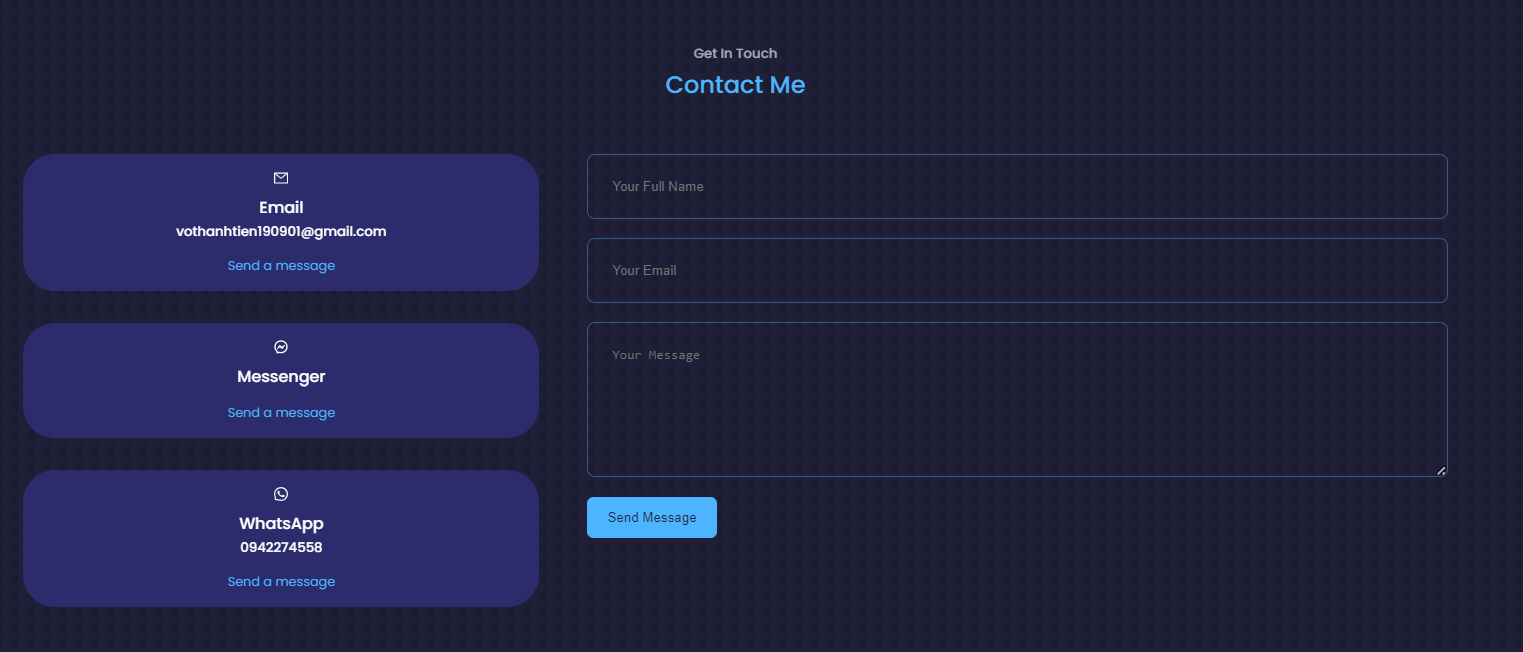 Get In Touch
Contact Me
Email
vothanhtien190901@gmail.com
Send a message
Messenger
Send a message
WhatsApp
0942274558
Send a message
Your Full Name
Your Email
Your Message
Send Message